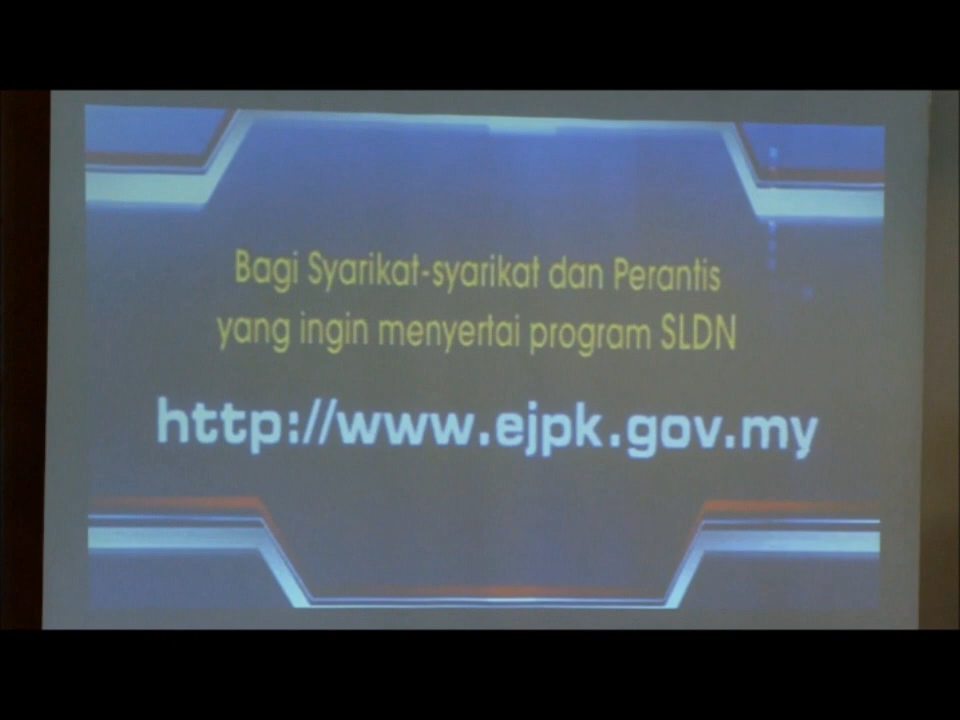 Bagi Syarikat-syarikat dan Perantis
yang ingin menyertai program SLDN
http://www.ejpk.gov.my